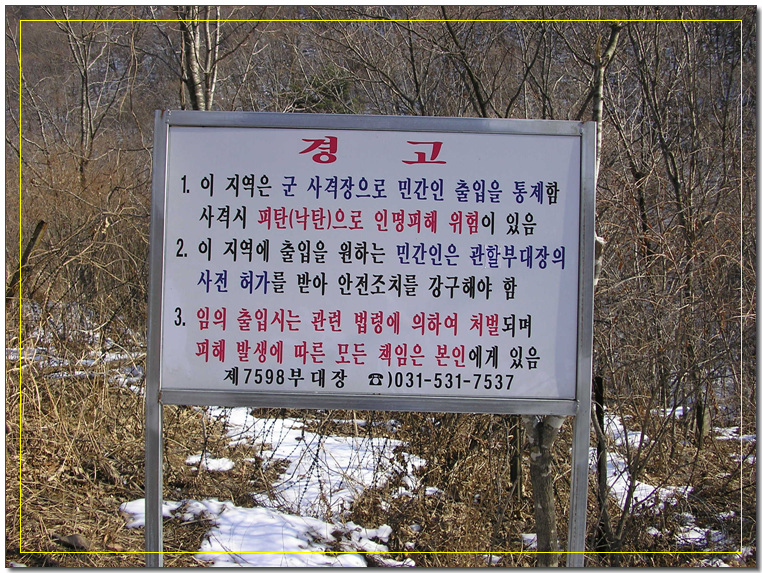 경 고
1. 이 지역은 군 사격장으로 민간인 출입을 통제함
사격시 피탄(낙탄)으로 인명피해 위험이 있음
2. 이 지역에 출입을 원하는 민간인은 관할부대장의
사전 허가를 받아 안전조치를 강구해야 함
3. 임의 출입시는 관련 법령에 의하여 처벌되며
피해 발생에 따른 모든 책임은 본인에게 있음
제7598부대장 ☎)031-531-7537